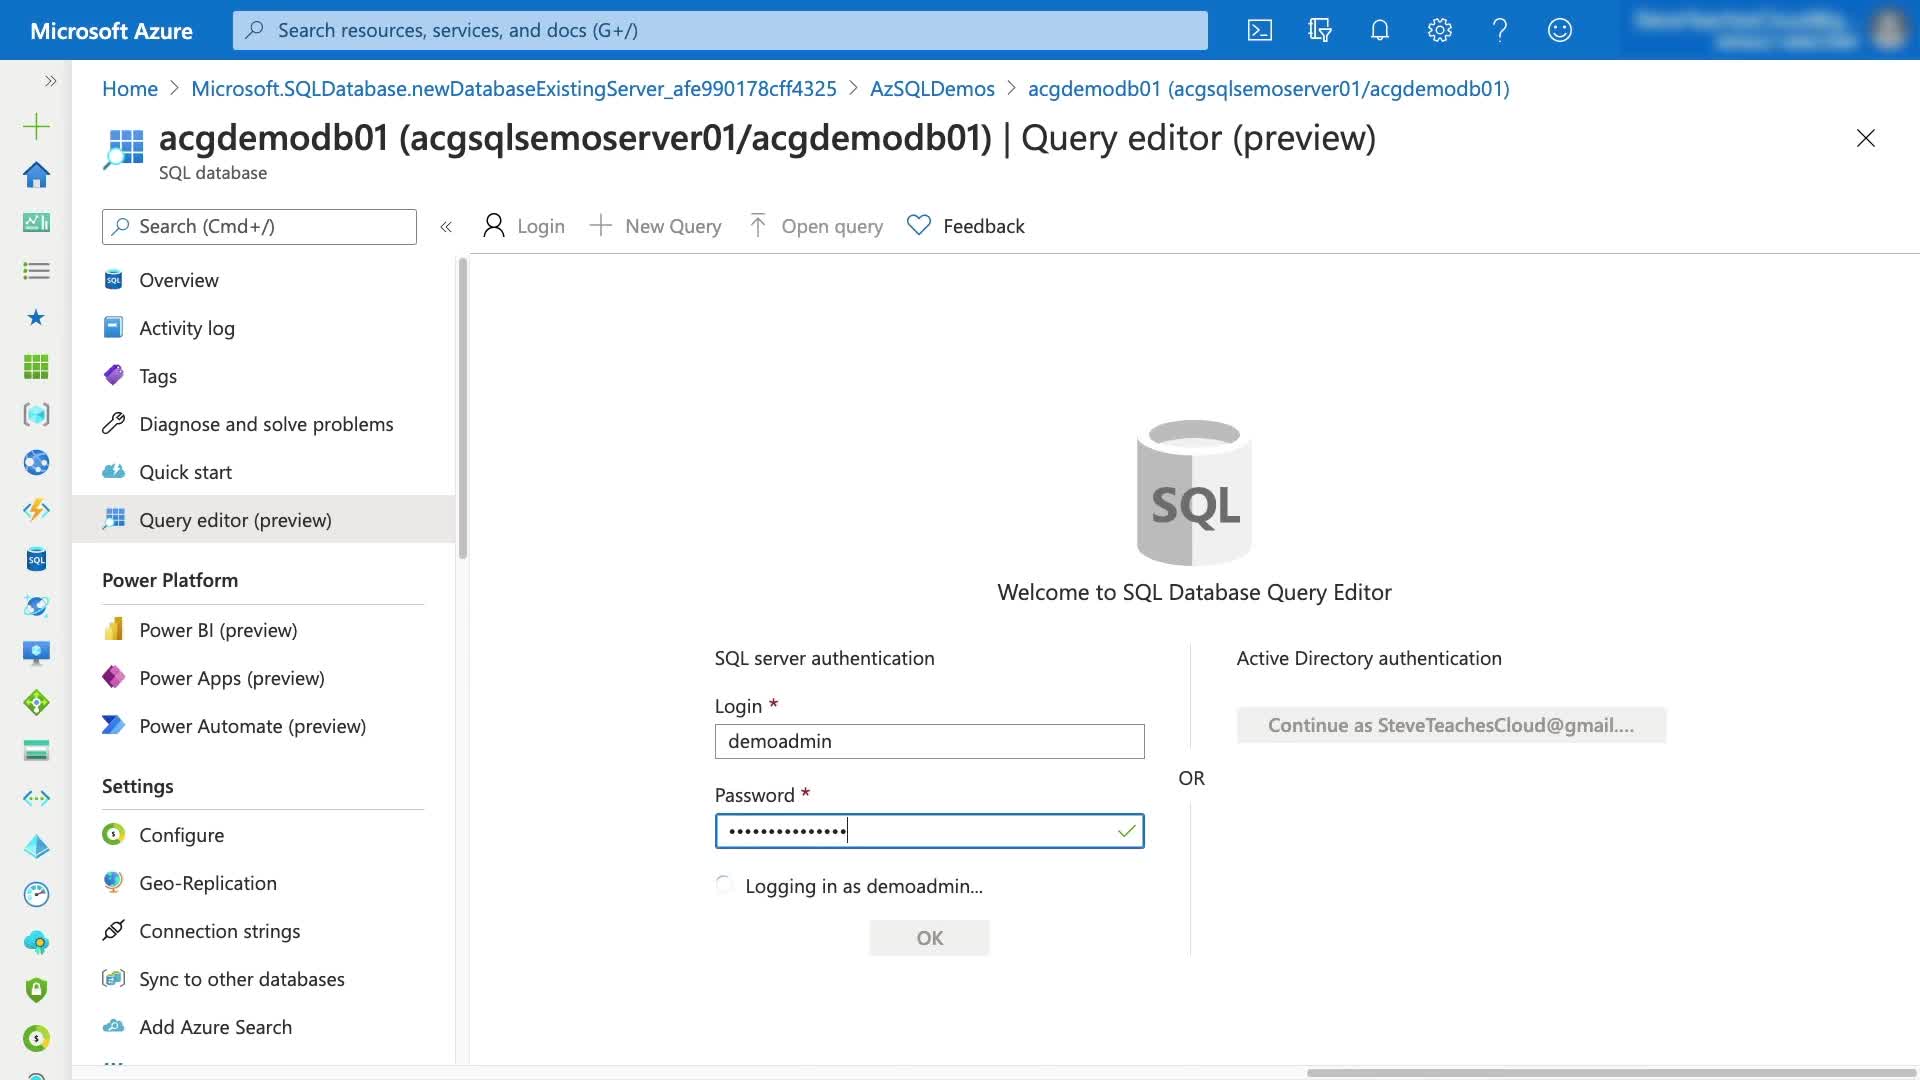 Microsoft Azure
Search resources, services, and docs (G+/)
Home > Microsoft.SQLDatabase.newDatabaseExistingServer_afe990178cff4325 > AzSQLDemos > acgdemodb01 (acgsqlsemoserver01/acgdemodb01)
acgdemodb01 (acgsqlsemoserver01/acgdemodb01) | Query editor (preview)
SQL database
Search (Cmd+/)
Login
New Query
Open query
Feedback
Overview
Activity log
Tags
Diagnose and solve problems
Quick start
Query editor (preview)
Power Platform
Power BI (preview)
Power Apps (preview)
Power Automate (preview)
Settings
Configure
Geo-Replication
Connection strings
Sync to other databases
Add Azure Search
SQL
Welcome to SQL Database Query Editor
SQL server authentication
Login *
demoadmin
Password *
•••••••••••••••
Logging in as demoadmin...
OK
OR
Active Directory authentication
Continue as SteveTeachesCloud@gmail....